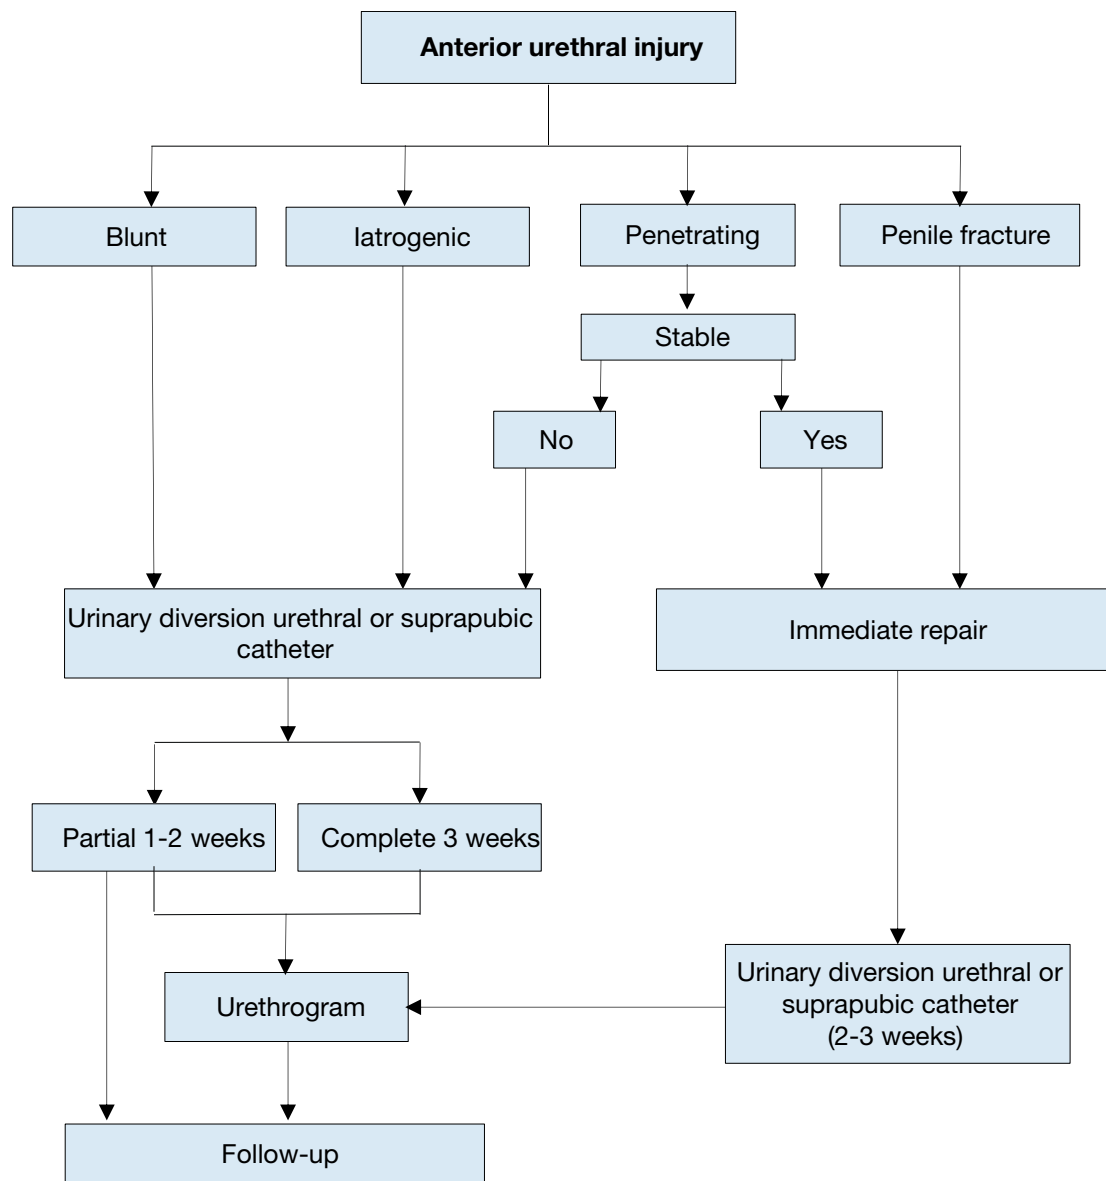 Anterior urethral injury
Blunt
Iatrogenic
Penetrating
Penile fracture
Stable
No
Yes
Urinary diversion urethral or suprapubic
catheter
Immediate repair
Partial 1-2 weeks
Complete 3 weeks
Urethrogram
Urinary diversion urethral or
suprapubic catheter
(2-3 weeks)
Follow-up